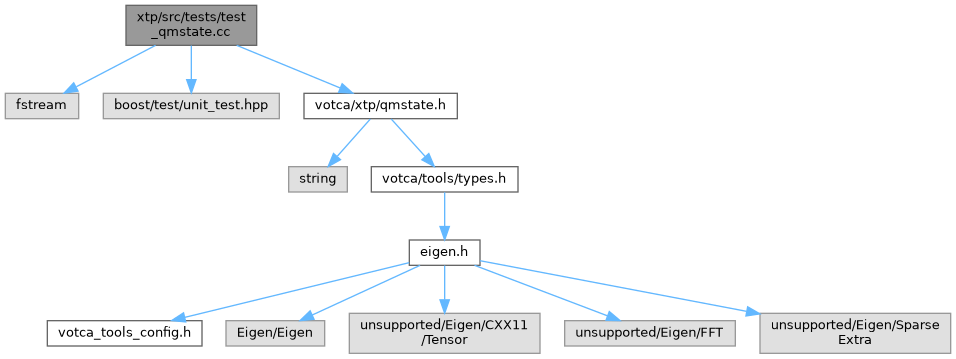 xtp/src/tests/test
_qmstate.cc
fstream
boost/test/unit_test.hpp
votca/xtp/qmstate.h
string
votca/tools/types.h
eigen.h
votca_tools_config.h
Eigen/Eigen
unsupported/Eigen/CXX11
/Tensor
unsupported/Eigen/FFT
unsupported/Eigen/Sparse
Extra